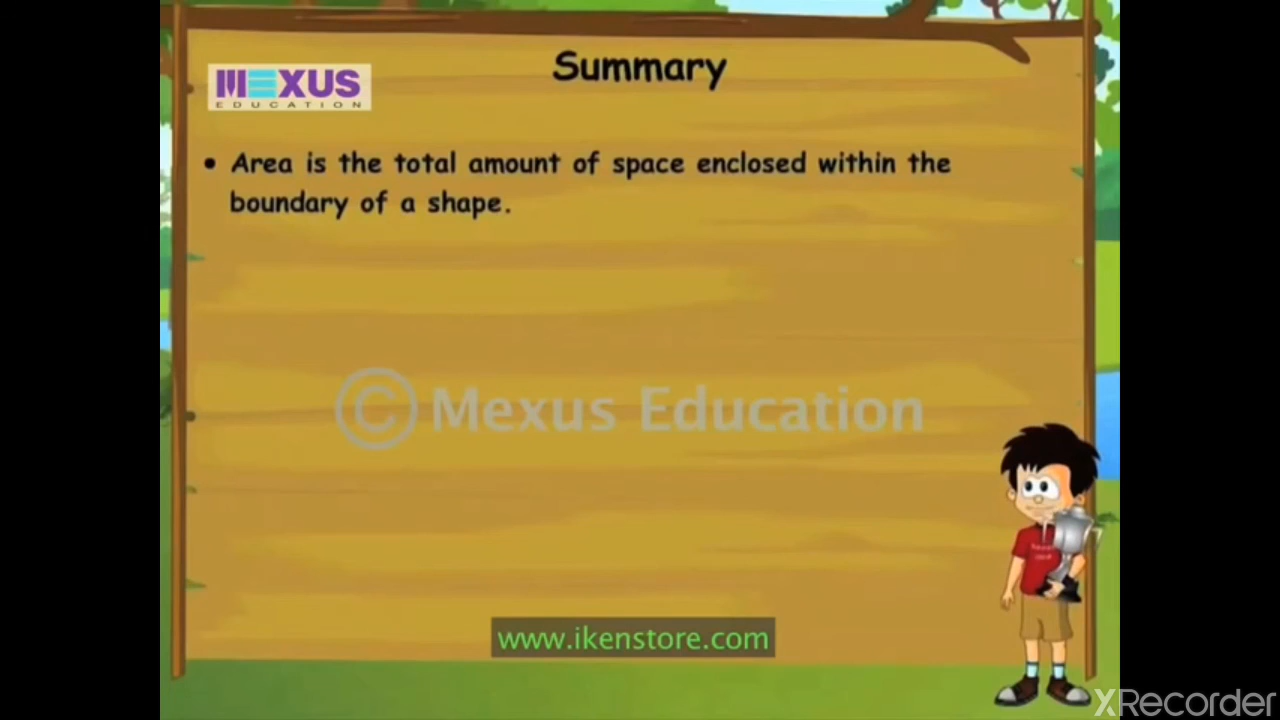 Summary
MEXUS
EDUCATION
• Area is the total amount of space enclosed within the
boundary of a shape.
© Mexus Education
www.ikenstore.com
XRecorder